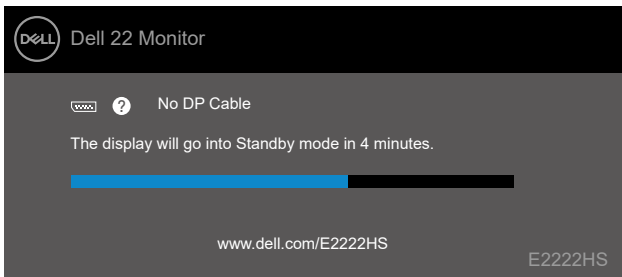 DELL Dell 22 Monitor
? No DP Cable
The display will go into Standby mode in 4 minutes.
www.dell.com/E2222HS
E2222HS